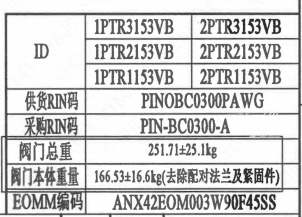 1PTR3153VB 2PTR3153VB
ID 1PTR2153VB 2PTR2153VB
1PTR1153VB 2PTR1153VB
供货RIN码 PINOBC0300PAWG
采购RIN码 PIN-BC0300-A
阀门总重 251.71±25.1kg
阀门本体重量 166.53±16.6kg(去除配对法兰及紧固件)
EOMM编码 ANX42EOM003W90F45SS